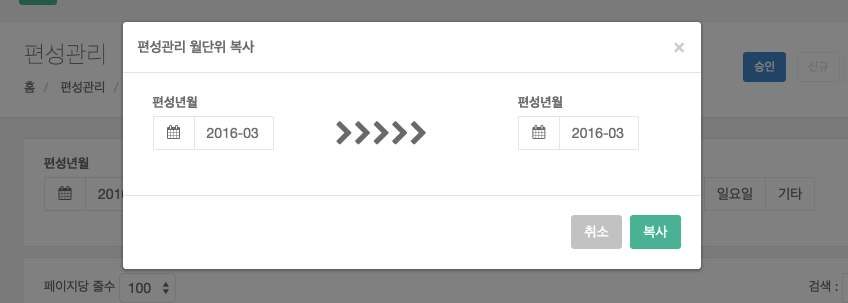 편성관리 월단위 복사 ×
편성관리
승인 신규
홈 / 편성관리 /
편성년월 편성년월
2016-03 2016-03
편성년월
일요일 기타
취소 복사
페이지당 줄수 100 검색 :